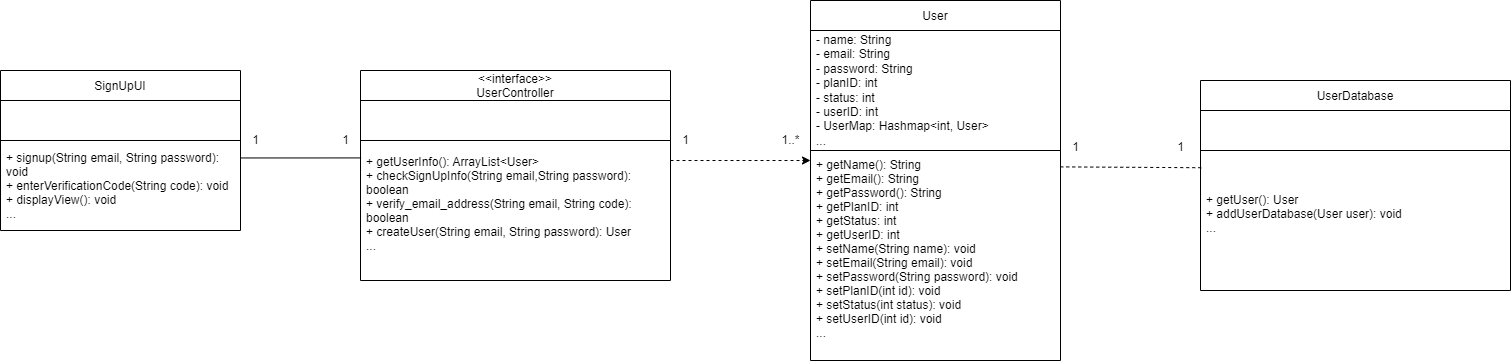 SignUpUI
+ signup(String email, String password):
void
+ enterVerificationCode(String code): void
+ displayView(): void
...
1
1
<<interface>>
UserController
+ getUserInfo(): ArrayList<User>
+ checkSignUpInfo(String email,String password):
boolean
+ verify_email_address(String email, String code):
boolean
+ createUser(String email, String password): User
...
1
1..*
User
- name: String
- email: String
- password: String
- planID: int
- status: int
- userID: int
- UserMap: Hashmap<int, User>
...
+ getName(): String
+ getEmail(): String
+ getPassword(): String
+ getPlanID: int
+ getStatus: int
+ getUserID: int
+ setName(String name): void
+ setEmail(String email): void
+ setPassword(String password): void
+ setPlanID(int id): void
+ setStatus(int status): void
+ setUserID(int id): void
...
1
1
UserDatabase
+ getUser(): User
+ addUserDatabase(User user): void
...